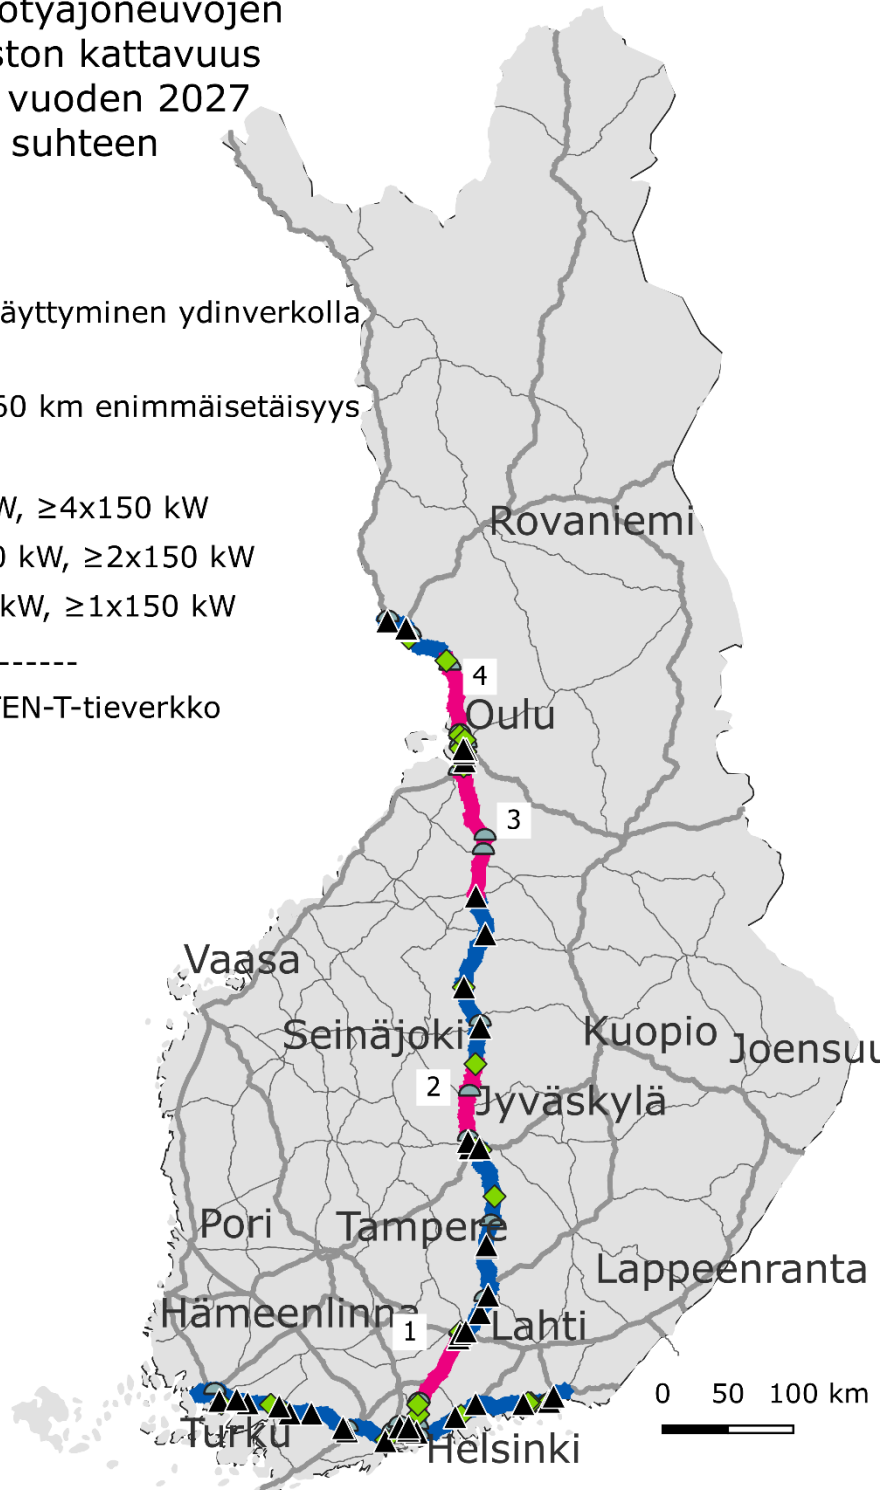 otyajoneuvojen
ston kattavuus
vuoden 2027
suhteen
äyttyminen ydinverkolla
60 km enimmäisetäisyys
W, ≥4x150 kW
0 kW, ≥2x150 kW
kW, ≥1x150 kW
------
TEN-T-tieverkko
Rovaniemi
4
Oulu
3
Vaasa
Seinäjoki
Kuopio
Joensuu
2
Jyväskylä
Pori
Tampere
Lappeenranta
Hämeenlinna
1
Lahti
0 50 100 km
Turku
Helsinki